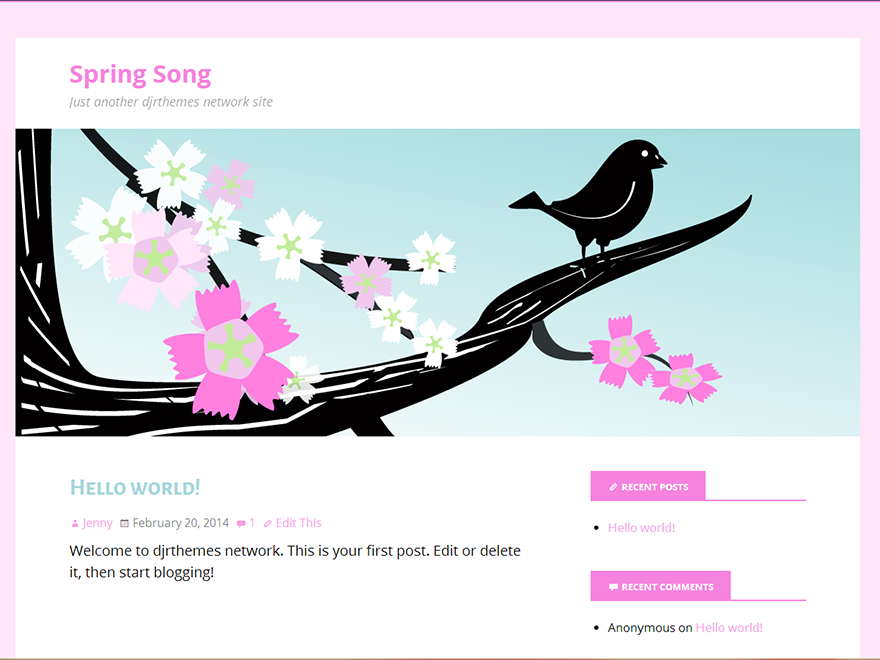 Spring Song
Just another djrthemes network site
Hello world!
Jenny February 20, 2014 1 Edit This
Welcome to djrthemes network. This is your first post. Edit or delete
it, then start blogging!
RECENT POSTS
Hello world!
RECENT COMMENTS
Anonymous on Hello world!